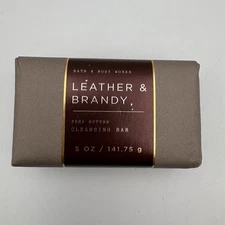 BATH & BODY WORKS
LEATHER &
BRANDY
SHEA BUTTER
CLEANSING BAR
5 OZ / 141.75 g